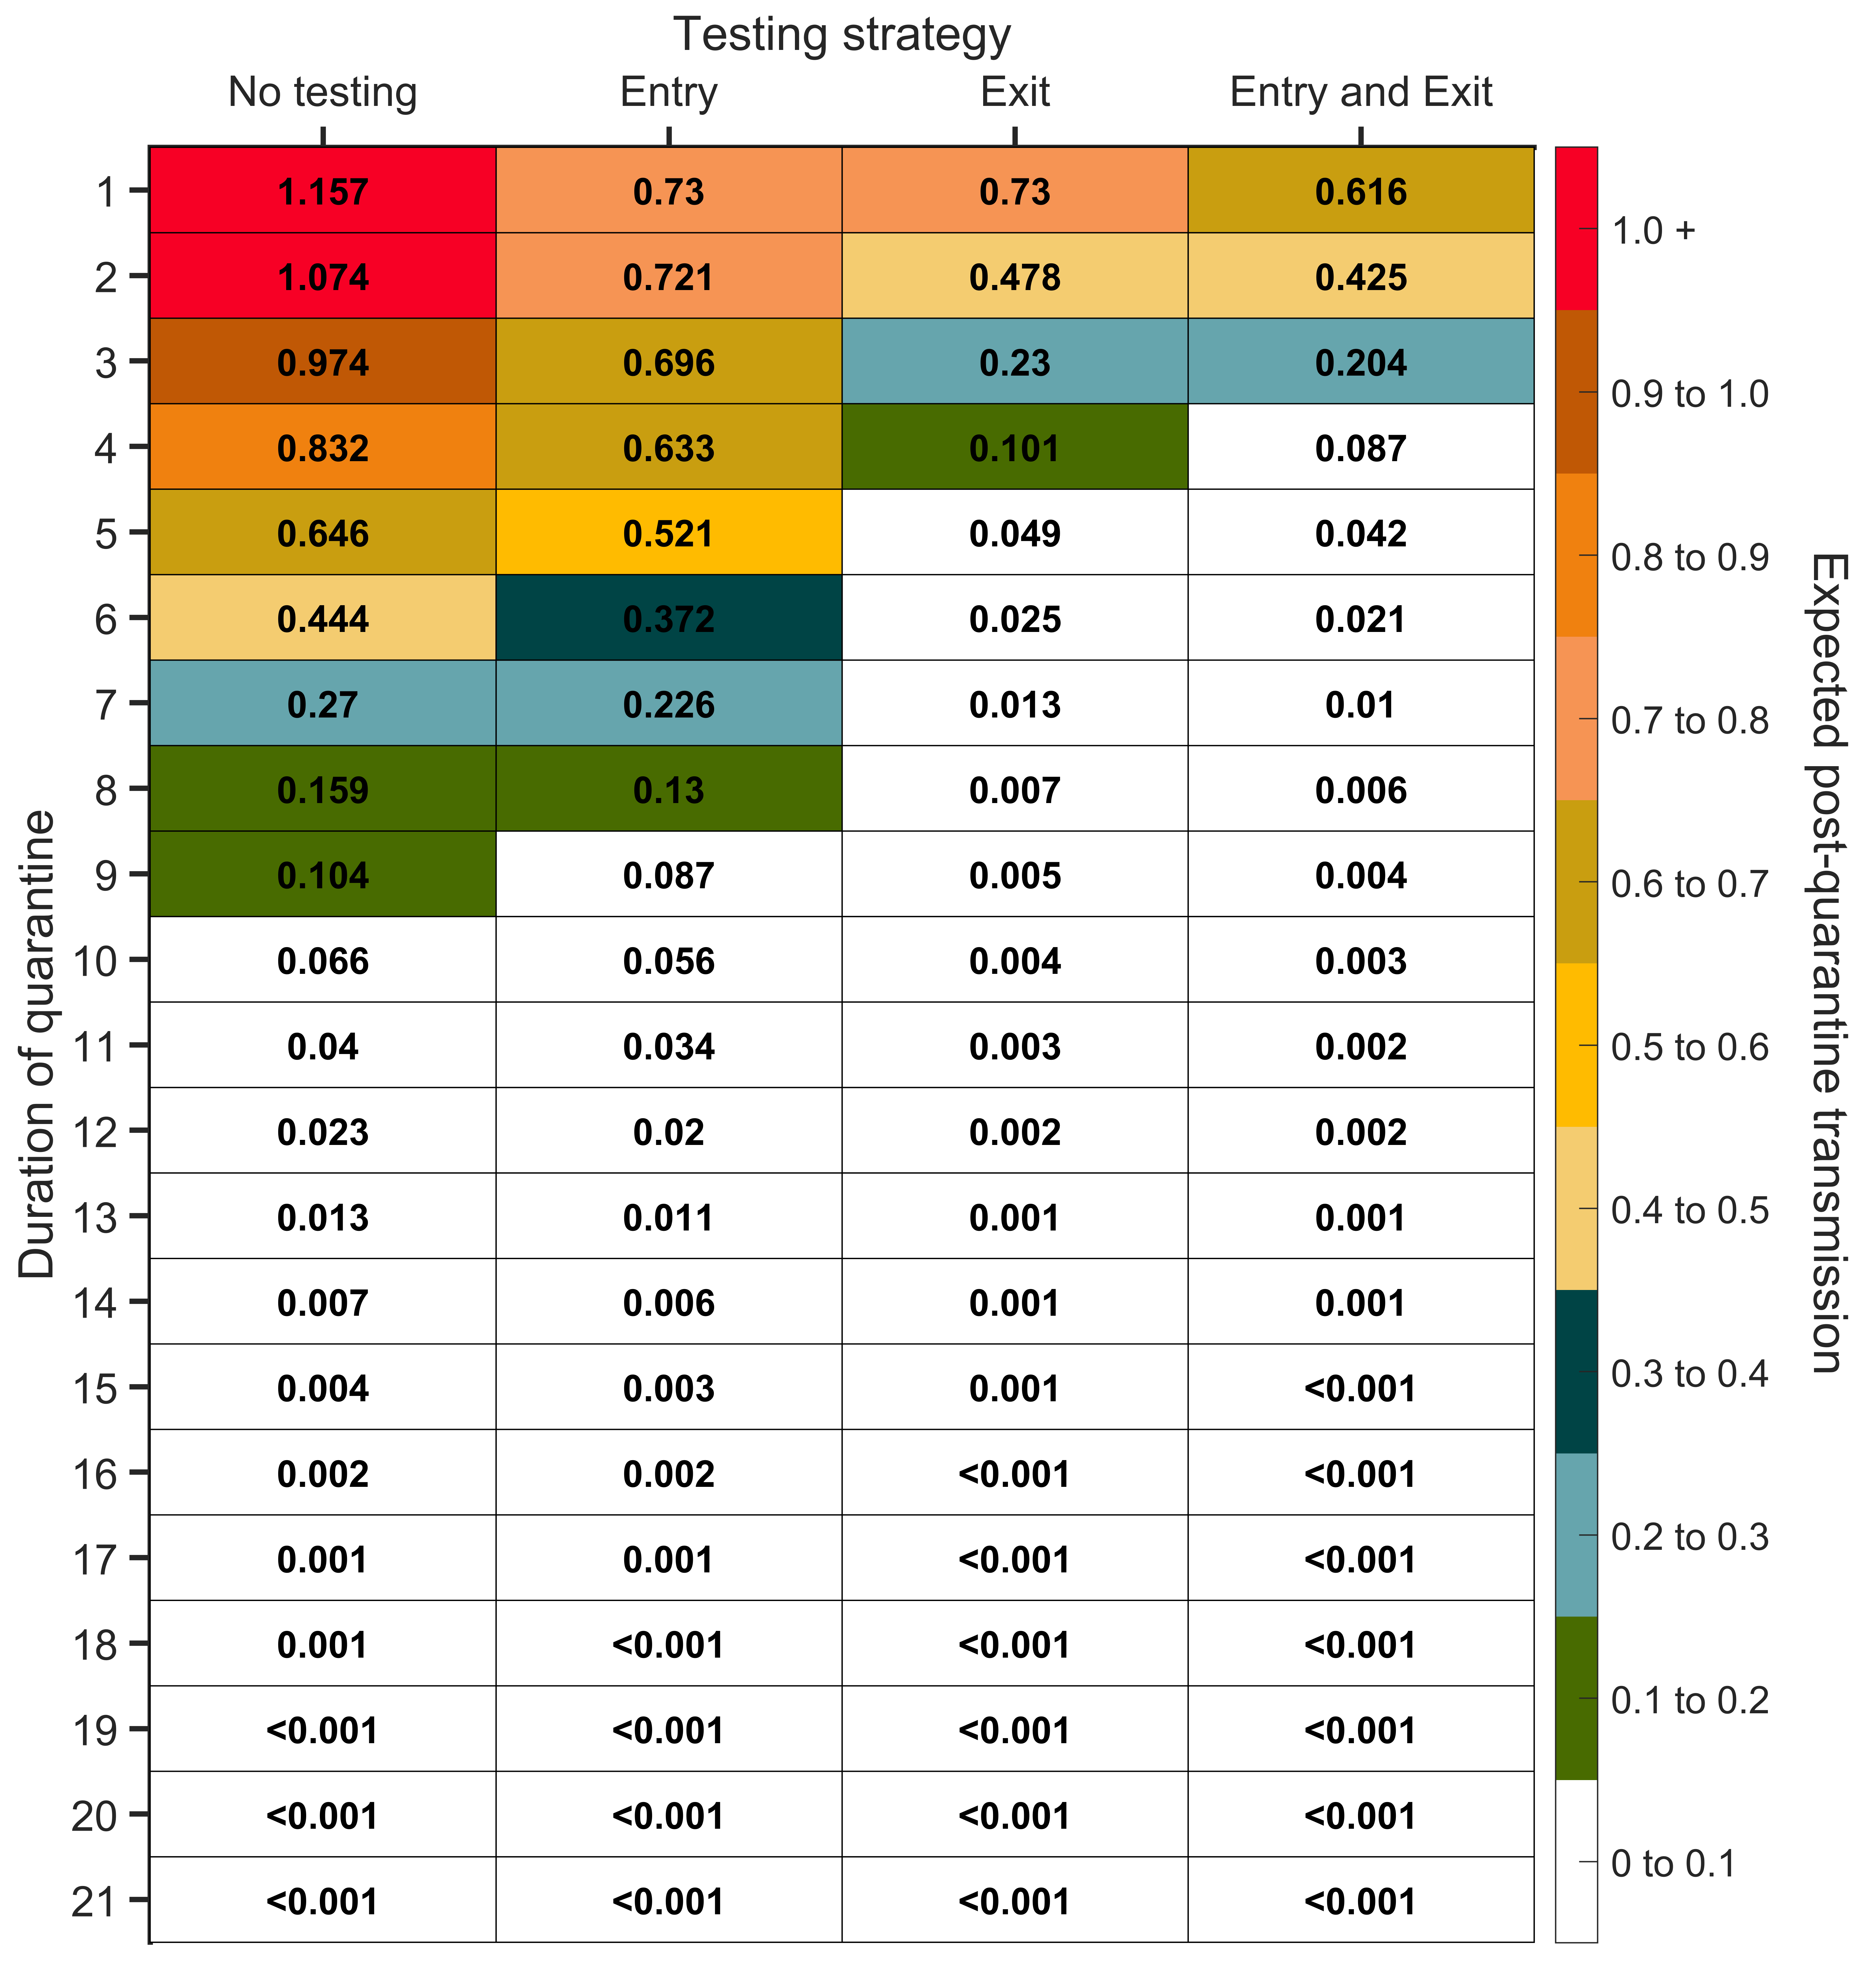 Testing strategy
No testing Entry Exit Entry and Exit
1 1.157 0.73 0.73 0.616
2 1.074 0.721 0.478 0.425
3 0.974 0.696 0.23 0.204
4 0.832 0.633 0.101 0.087
5 0.646 0.521 0.049 0.042
6 0.444 0.372 0.025 0.021
7 0.27 0.226 0.013 0.01
8 0.159 0.13 0.007 0.006
9 0.104 0.087 0.005 0.004
10 0.066 0.056 0.004 0.003
11 0.04 0.034 0.003 0.002
12 0.023 0.02 0.002 0.002
13 0.013 0.011 0.001 0.001
14 0.007 0.006 0.001 0.001
15 0.004 0.003 0.001 <0.001
16 0.002 0.002 <0.001 <0.001
17 0.001 0.001 <0.001 <0.001
18 0.001 <0.001 <0.001 <0.001
19 <0.001 <0.001 <0.001 <0.001
20 <0.001 <0.001 <0.001 <0.001
21 <0.001 <0.001 <0.001 <0.001
Duration of quarantine
1.0 +
0.9 to 1.0
0.8 to 0.9
0.7 to 0.8
0.6 to 0.7
0.5 to 0.6
0.4 to 0.5
0.3 to 0.4
0.2 to 0.3
0.1 to 0.2
0 to 0.1
Expected post-quarantine transmission